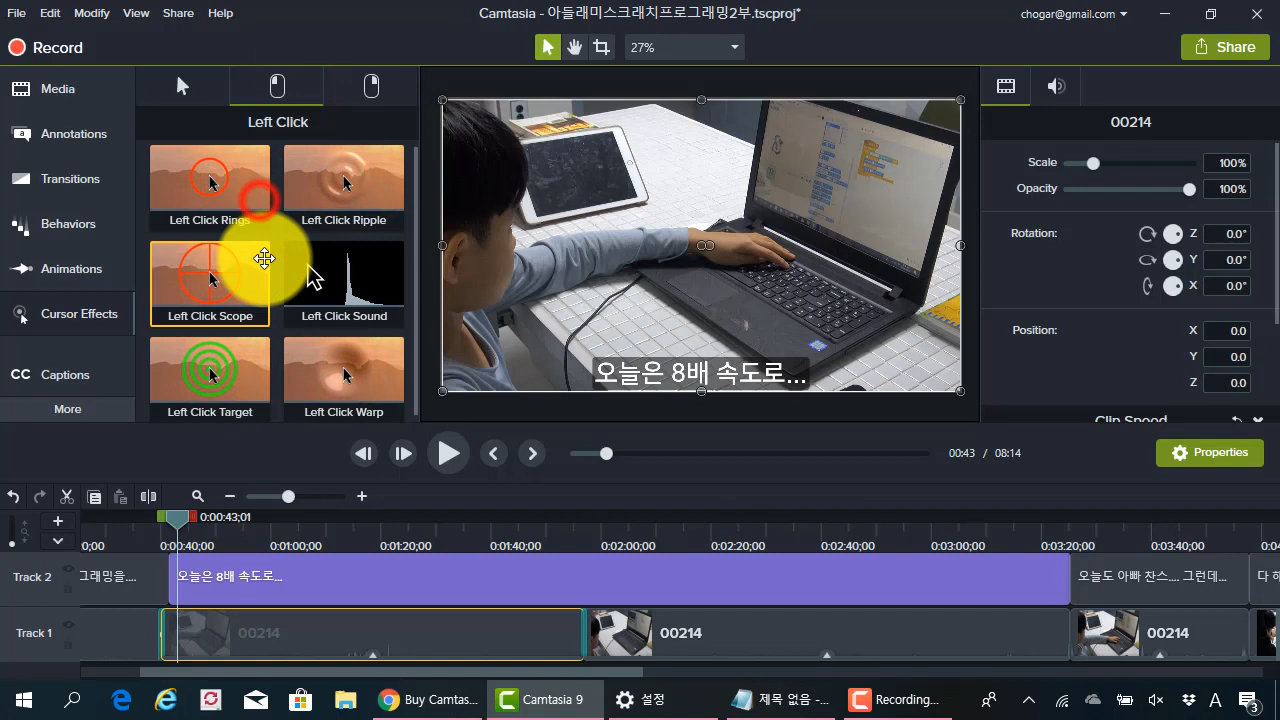 File Edit Modify View Share Help
Camtasia - 아들래미스크래치프로그래밍2부.tscproj*
chogar@gmail.com
Record
27%
Share
Media
Annotations
Transitions
Behaviors
Animations
Cursor Effects
CC Captions
More
Left Click
Left Click Rings
Left Click Ripple
Left Click Scope
Left Click Sound
Left Click Target
Left Click Warp
오늘은 8배 속도로...
00214
Scale 100%
Opacity 100%
Rotation: Z 0.0°
Y 0.0°
X 0.0°
Position: X 0.0
Y 0.0
Z 0.0
Clip Speed
00:43 / 08:14
Properties
0:00:43;01
0;00 0:00:40;00 0:01:00;00 0:01:20;00 0:01:40;00 0:02:00;00 0:02:20;00 0:02:40;00 0:03:00;00 0:03:20;00 0:03:40;00 0:04
Track 2 그래밍을.... 오늘은 8배 속도로... 오늘도 아빠 찬스.... 그런데... 다 해
Track 1 00214 00214 00214
Buy Camtas...
Camtasia 9
설정
제목 없음 -...
Recording...
A
3